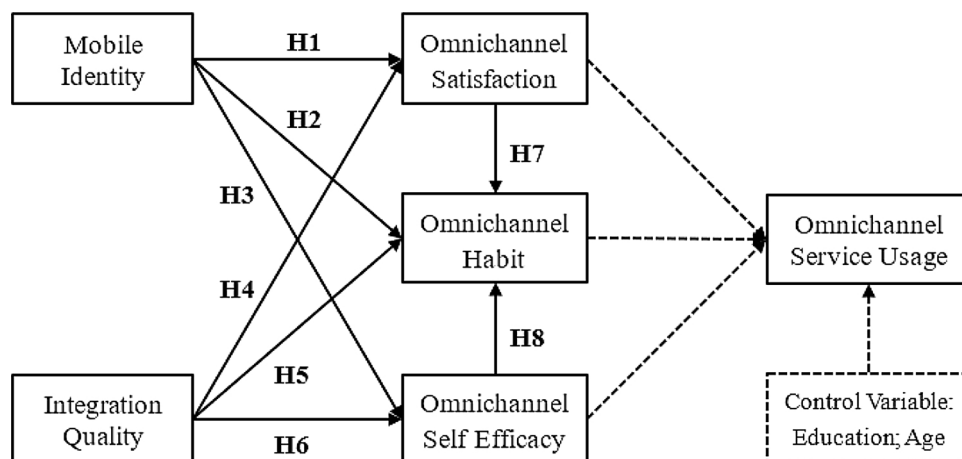 Mobile
Identity
H1
Omnichannel
Satisfaction
H2
H7
H3
Omnichannel
Habit
Omnichannel
Service Usage
H4
H8
H5
Integration
Quality
H6
Omnichannel
Self Efficacy
Control Variable:
Education; Age